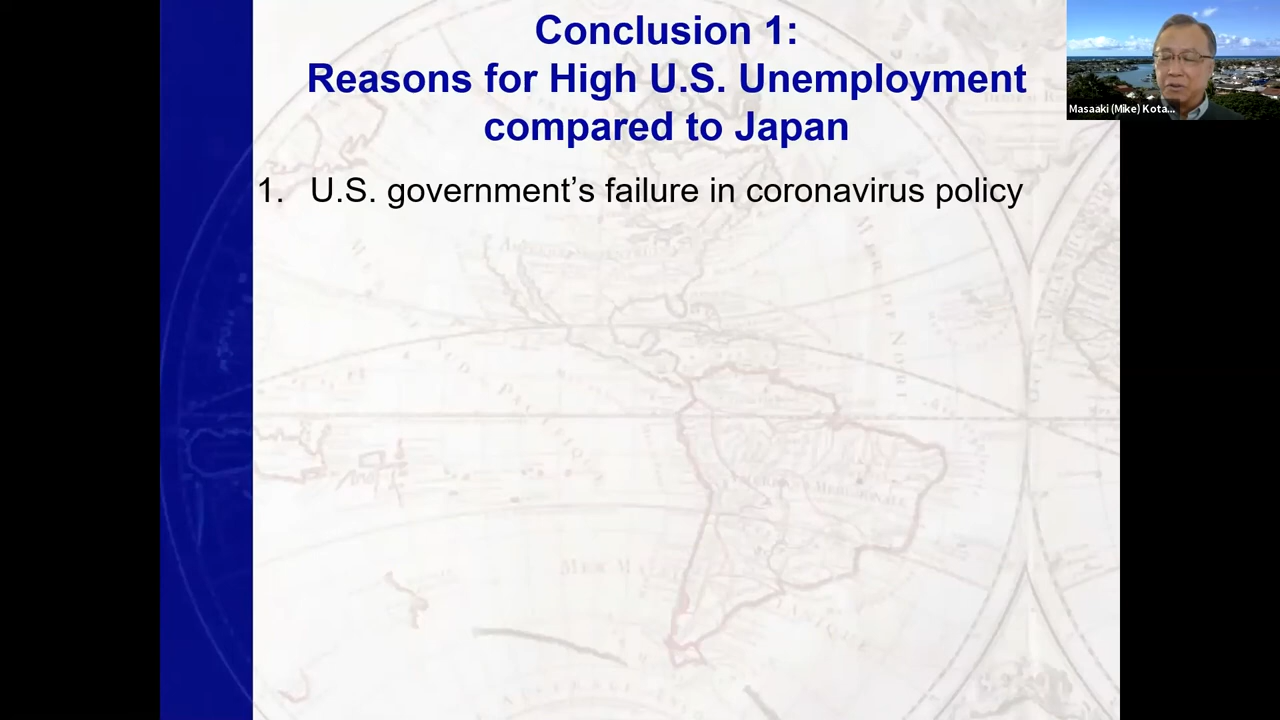 Conclusion 1:
Reasons for High U.S. Unemployment
compared to Japan
1. U.S. government’s failure in coronavirus policy
Masaaki (Mike) Kota...